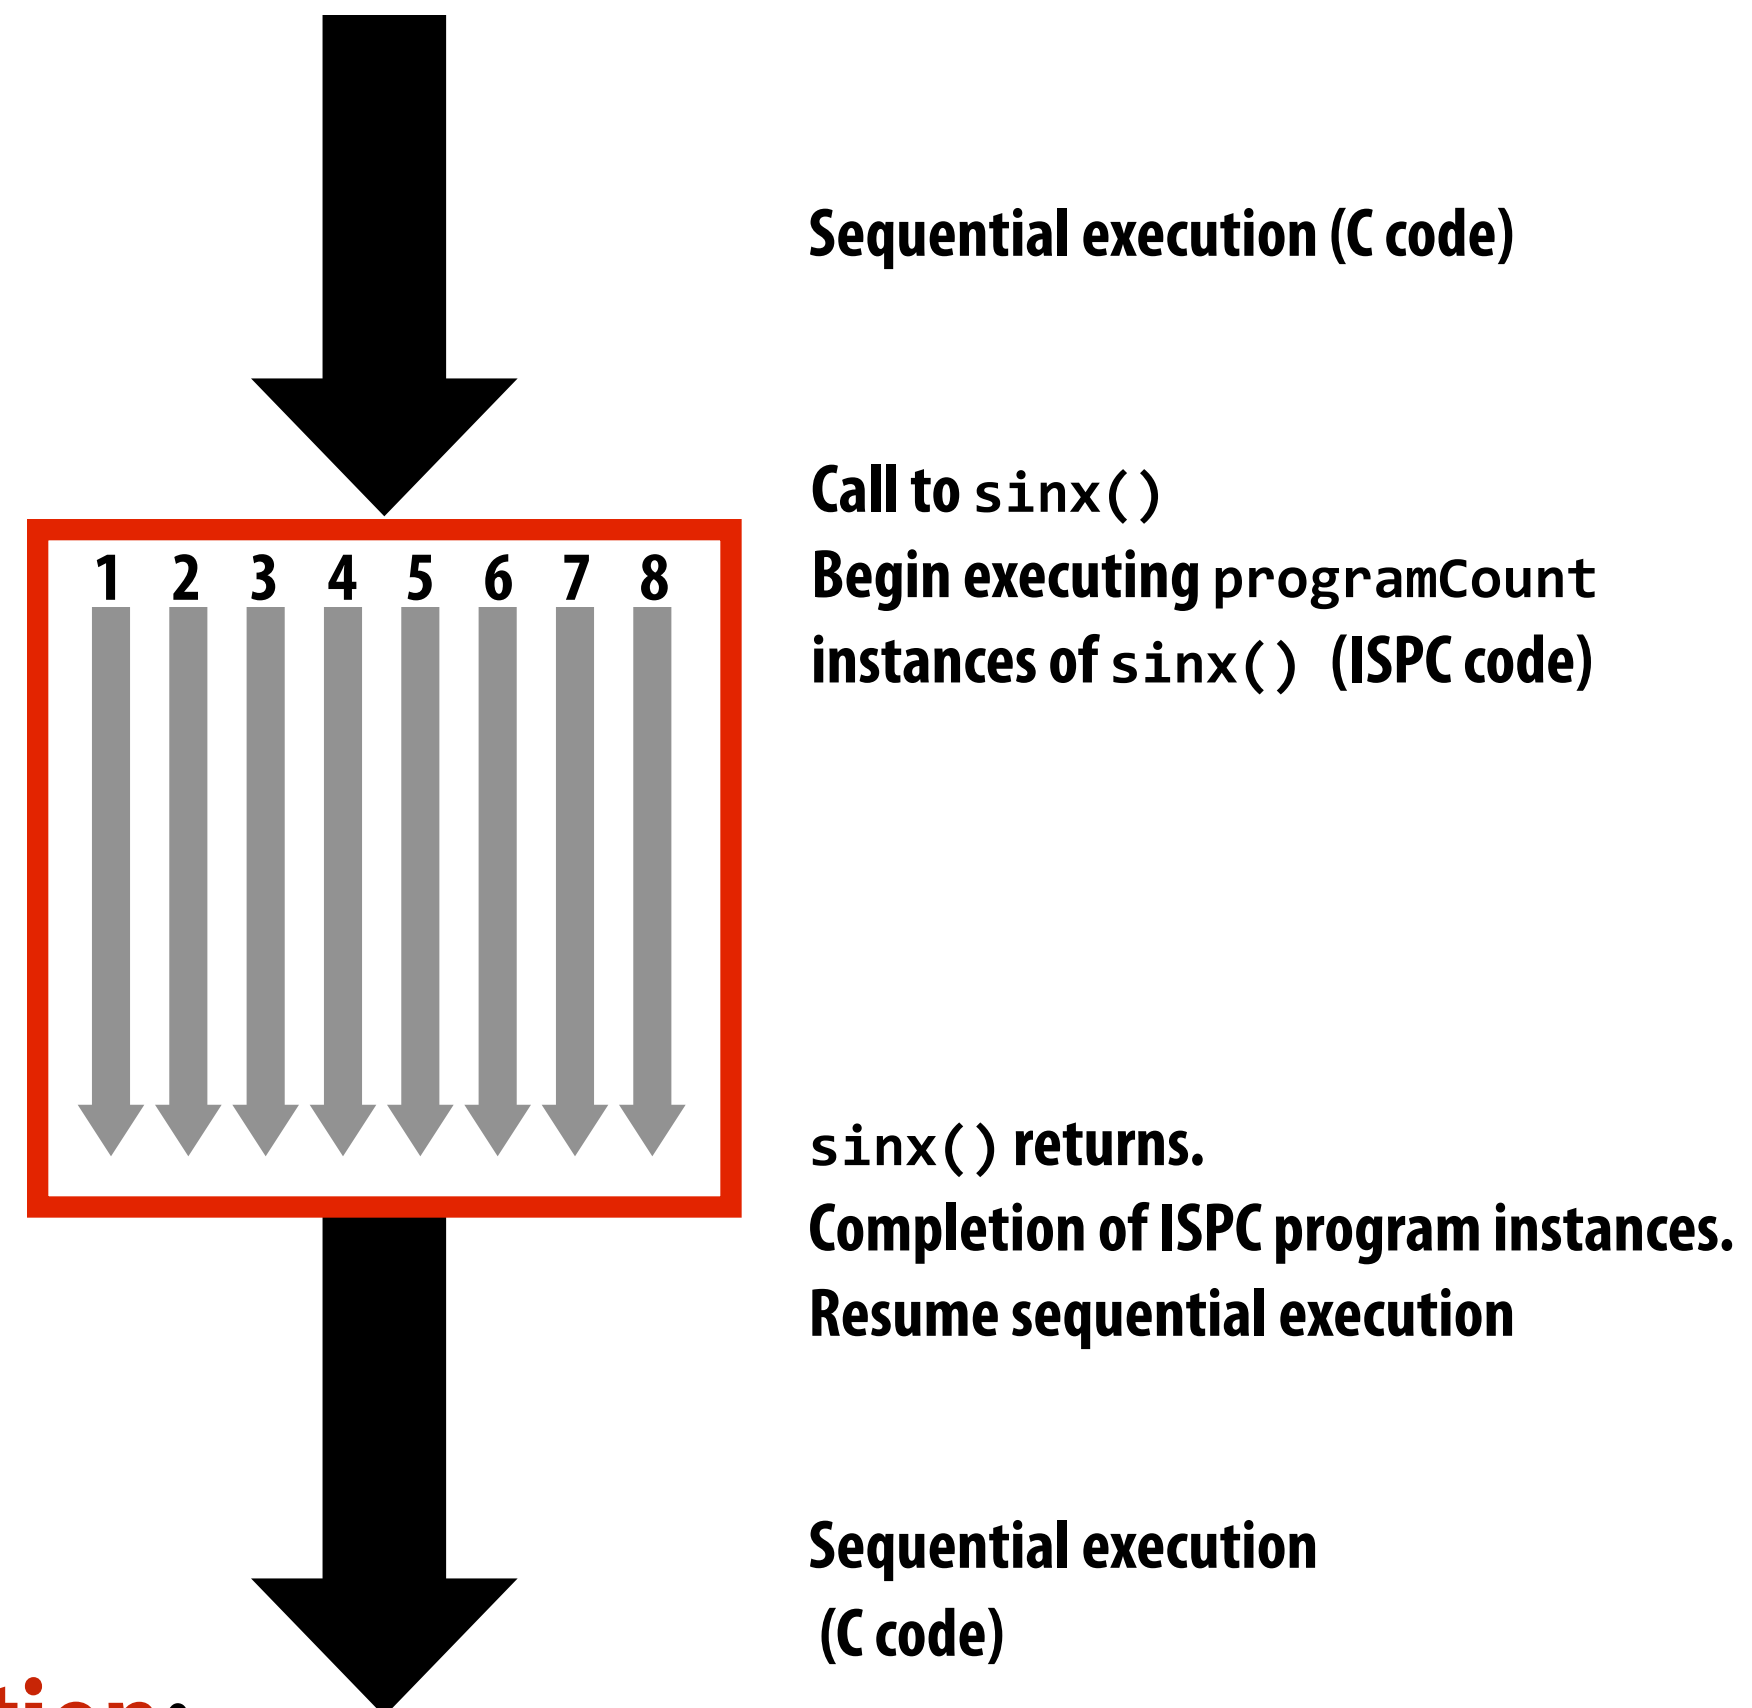 Sequential execution (C code)
Call to sinx()
Begin executing programCount
instances of sinx() (ISPC code)
1 2 3 4 5 6 7 8
sinx() returns.
Completion of ISPC program instances.
Resume sequential execution
Sequential execution
(C code)